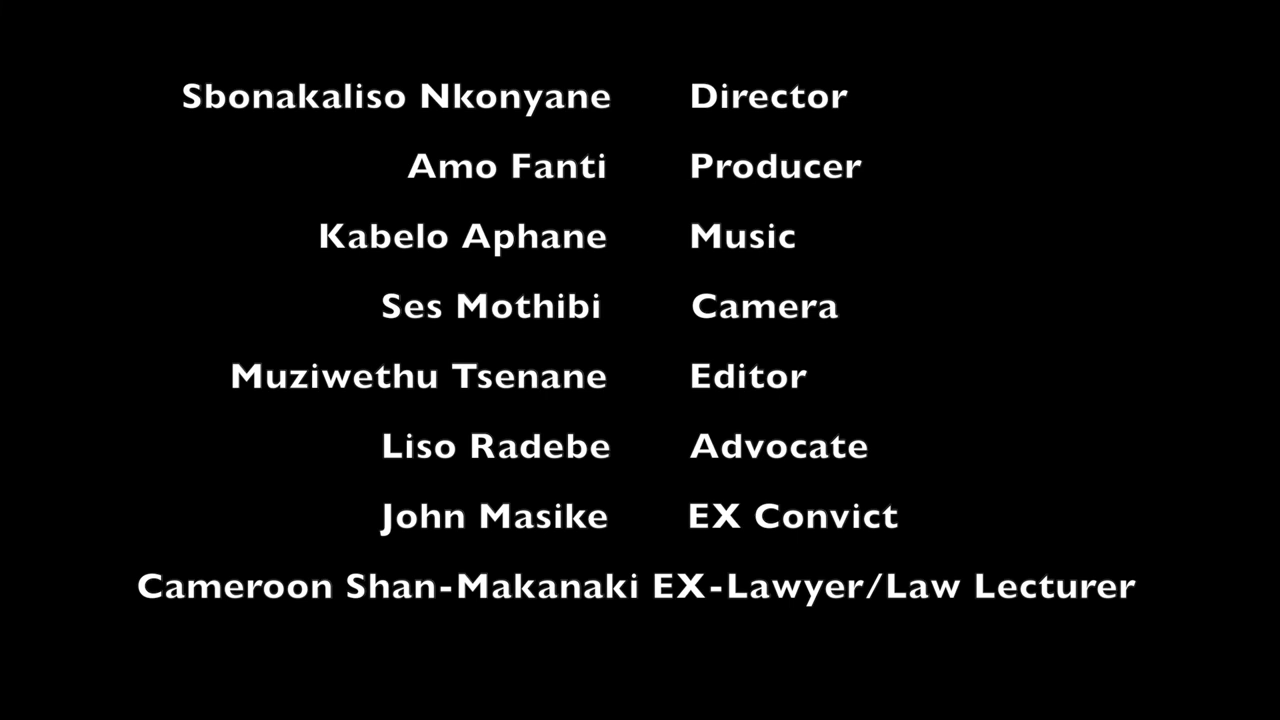 Sbonakaliso Nkonyane Director
Amo Fanti Producer
Kabelo Aphane Music
Ses Mothibi Camera
Muziwethu Tsenane Editor
Liso Radebe Advocate
John Masike EX Convict
Cameroon Shan-Makanaki EX-Lawyer/Law Lecturer